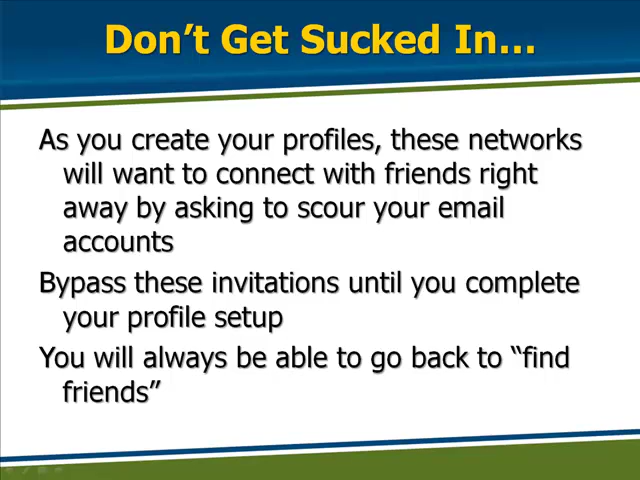 Don’t Get Sucked In…
As you create your profiles, these networks
will want to connect with friends right
away by asking to scour your email
accounts
Bypass these invitations until you complete
your profile setup
You will always be able to go back to “find
friends”